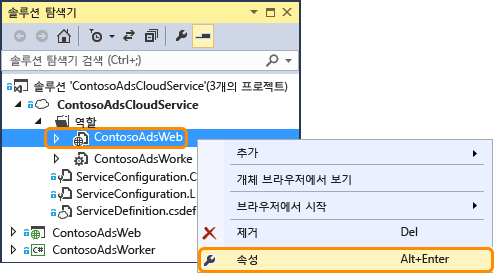 솔루션 탐색기
솔루션 탐색기 검색 (Ctrl+;)
솔루션 'ContosoAdsCloudService'(3개의 프로젝트)
ContosoAdsCloudService
역할
ContosoAdsWeb
ContosoAdsWorke
ServiceConfiguration.C
ServiceConfiguration.L
ServiceDefinition.csdef
ContosoAdsWeb
C# ContosoAdsWorker
추가
개체 브라우저에서 보기
브라우저에서 시작
제거 Del
속성 Alt+Enter